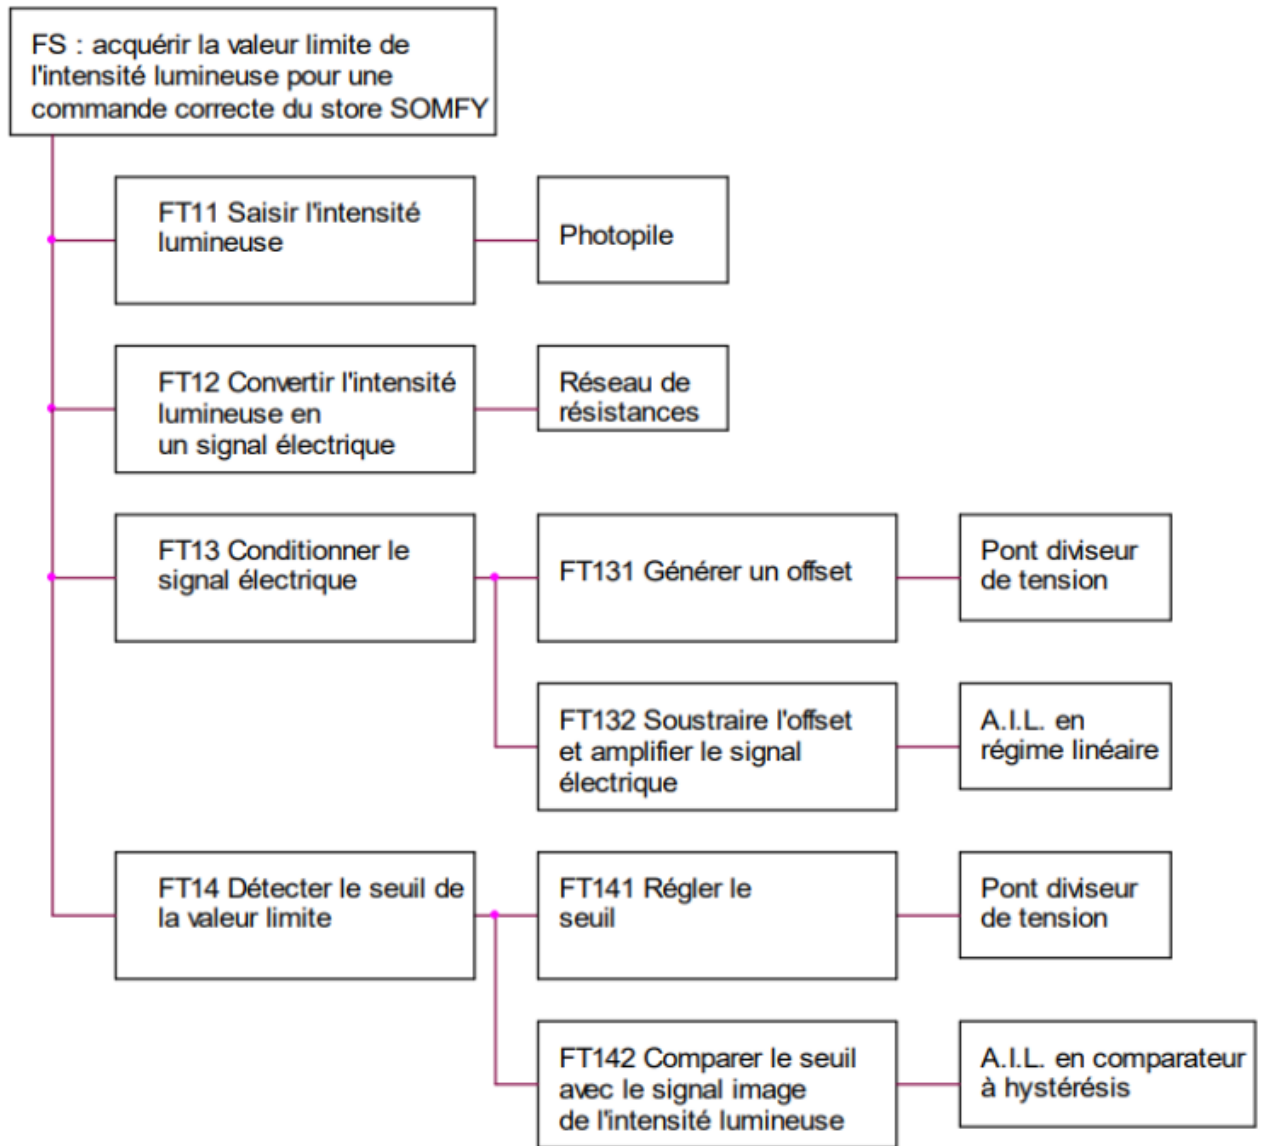 FS : acquérir la valeur limite de
l'intensité lumineuse pour une
commande correcte du store SOMFY
FT11 Saisir l'intensité
lumineuse
Photopile
FT12 Convertir l'intensité
lumineuse en
un signal électrique
Réseau de
résistances
FT13 Conditionner le
signal électrique
FT131 Générer un offset
Pont diviseur
de tension
FT132 Soustraire l'offset
et amplifier le signal
électrique
A.I.L. en
régime linéaire
FT14 Détecter le seuil de
la valeur limite
FT141 Régler le
seuil
Pont diviseur
de tension
FT142 Comparer le seuil
avec le signal image
de l'intensité lumineuse
A.I.L. en comparateur
à hystérésis